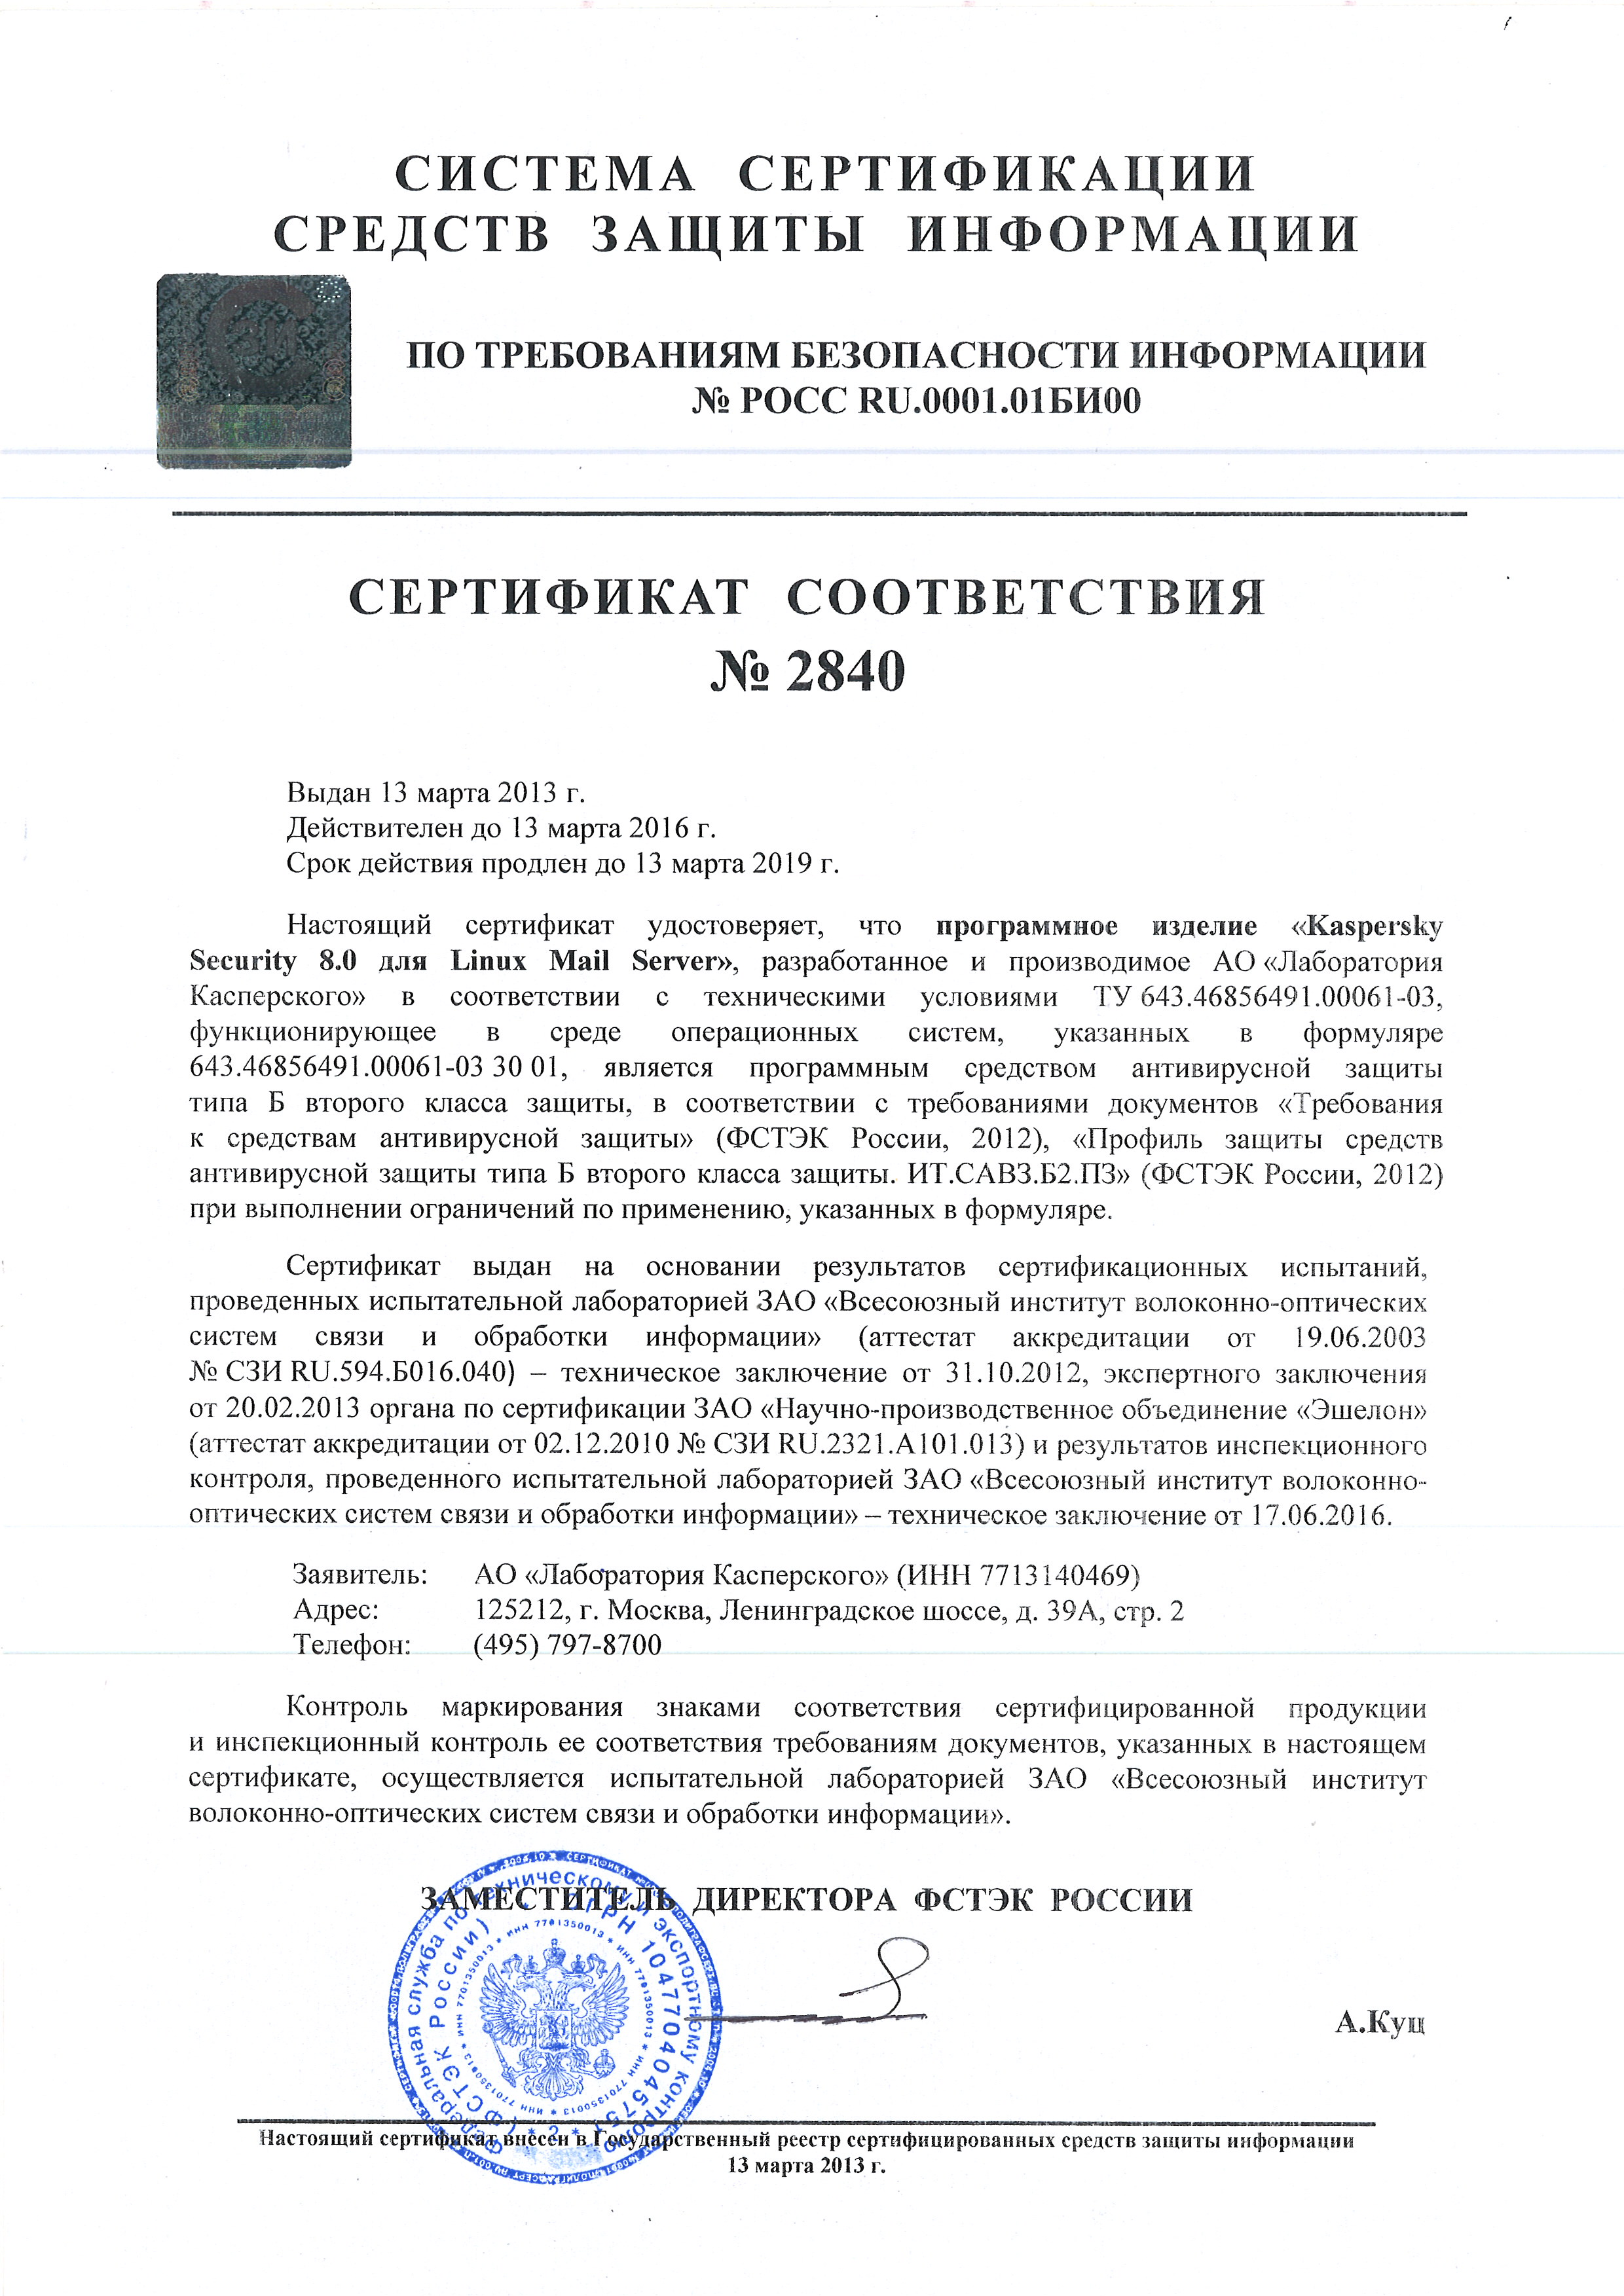 СИСТЕМА СЕРТИФИКАЦИИ
СРЕДСТВ ЗАЩИТЫ ИНФОРМАЦИИ
СЗИ
ПО ТРЕБОВАНИЯМ БЕЗОПАСНОСТИ ИНФОРМАЦИИ
№ РОСС RU.0001.01БИ00
СЕРТИФИКАТ СООТВЕТСТВИЯ
№ 2840
Выдан 13 марта 2013 г.
Действителен до 13 марта 2016 г.
Срок действия продлен до 13 марта 2019 г.
Настоящий сертификат удостоверяет, что программное изделие «Kaspersky
Security 8.0 для Linux Mail Server», разработанное и производимое АО «Лаборатория
Касперского» в соответствии с техническими условиями ТУ 643.46856491.00061-03,
функционирующее в среде операционных систем, указанных в формуляре
643.46856491.00061-03 30 01, является программным средством антивирусной защиты
типа Б второго класса защиты, в соответствии с требованиями документов «Требования
к средствам антивирусной защиты» (ФСТЭК России, 2012), «Профиль защиты средств
антивирусной защиты типа Б второго класса защиты. ИТ.САВЗ.Б2.ПЗ» (ФСТЭК России, 2012)
при выполнении ограничений по применению, указанных в формуляре.
Сертификат выдан на основании результатов сертификационных испытаний,
проведенных испытательной лабораторией ЗАО «Всесоюзный институт волоконно-оптических
систем связи и обработки информации» (аттестат аккредитации от 19.06.2003
№ СЗИ RU.594.Б016.040) – техническое заключение от 31.10.2012, экспертного заключения
от 20.02.2013 органа по сертификации ЗАО «Научно-производственное объединение «Эшелон»
(аттестат аккредитации от 02.12.2010 № СЗИ RU.2321.А101.013) и результатов инспекционного
контроля, проведенного испытательной лабораторией ЗАО «Всесоюзный институт волоконно-
оптических систем связи и обработки информации» – техническое заключение от 17.06.2016.
Заявитель: АО «Лаборатория Касперского» (ИНН 7713140469)
Адрес: 125212, г. Москва, Ленинградское шоссе, д. 39А, стр. 2
Телефон: (495) 797-8700
Контроль маркирования знаками соответствия сертифицированной продукции
и инспекционный контроль ее соответствия требованиям документов, указанных в настоящем
сертификате, осуществляется испытательной лабораторией ЗАО «Всесоюзный институт
волоконно-оптических систем связи и обработки информации».
ЗАМЕСТИТЕЛЬ ДИРЕКТОРА ФСТЭК РОССИИ
Федеральная служба по техническому и экспортному контролю
(ФСТЭК РОССИИ) * ОГРН 1047704045751 * 2 *
ИНН 7701350013 * ИНН 7701350013 * ИНН 7701350013 * ИНН 7701350013 * ИНН 7701350013
А.Куц
Настоящий сертификат внесен в Государственный реестр сертифицированных средств защиты информации
13 марта 2013 г.